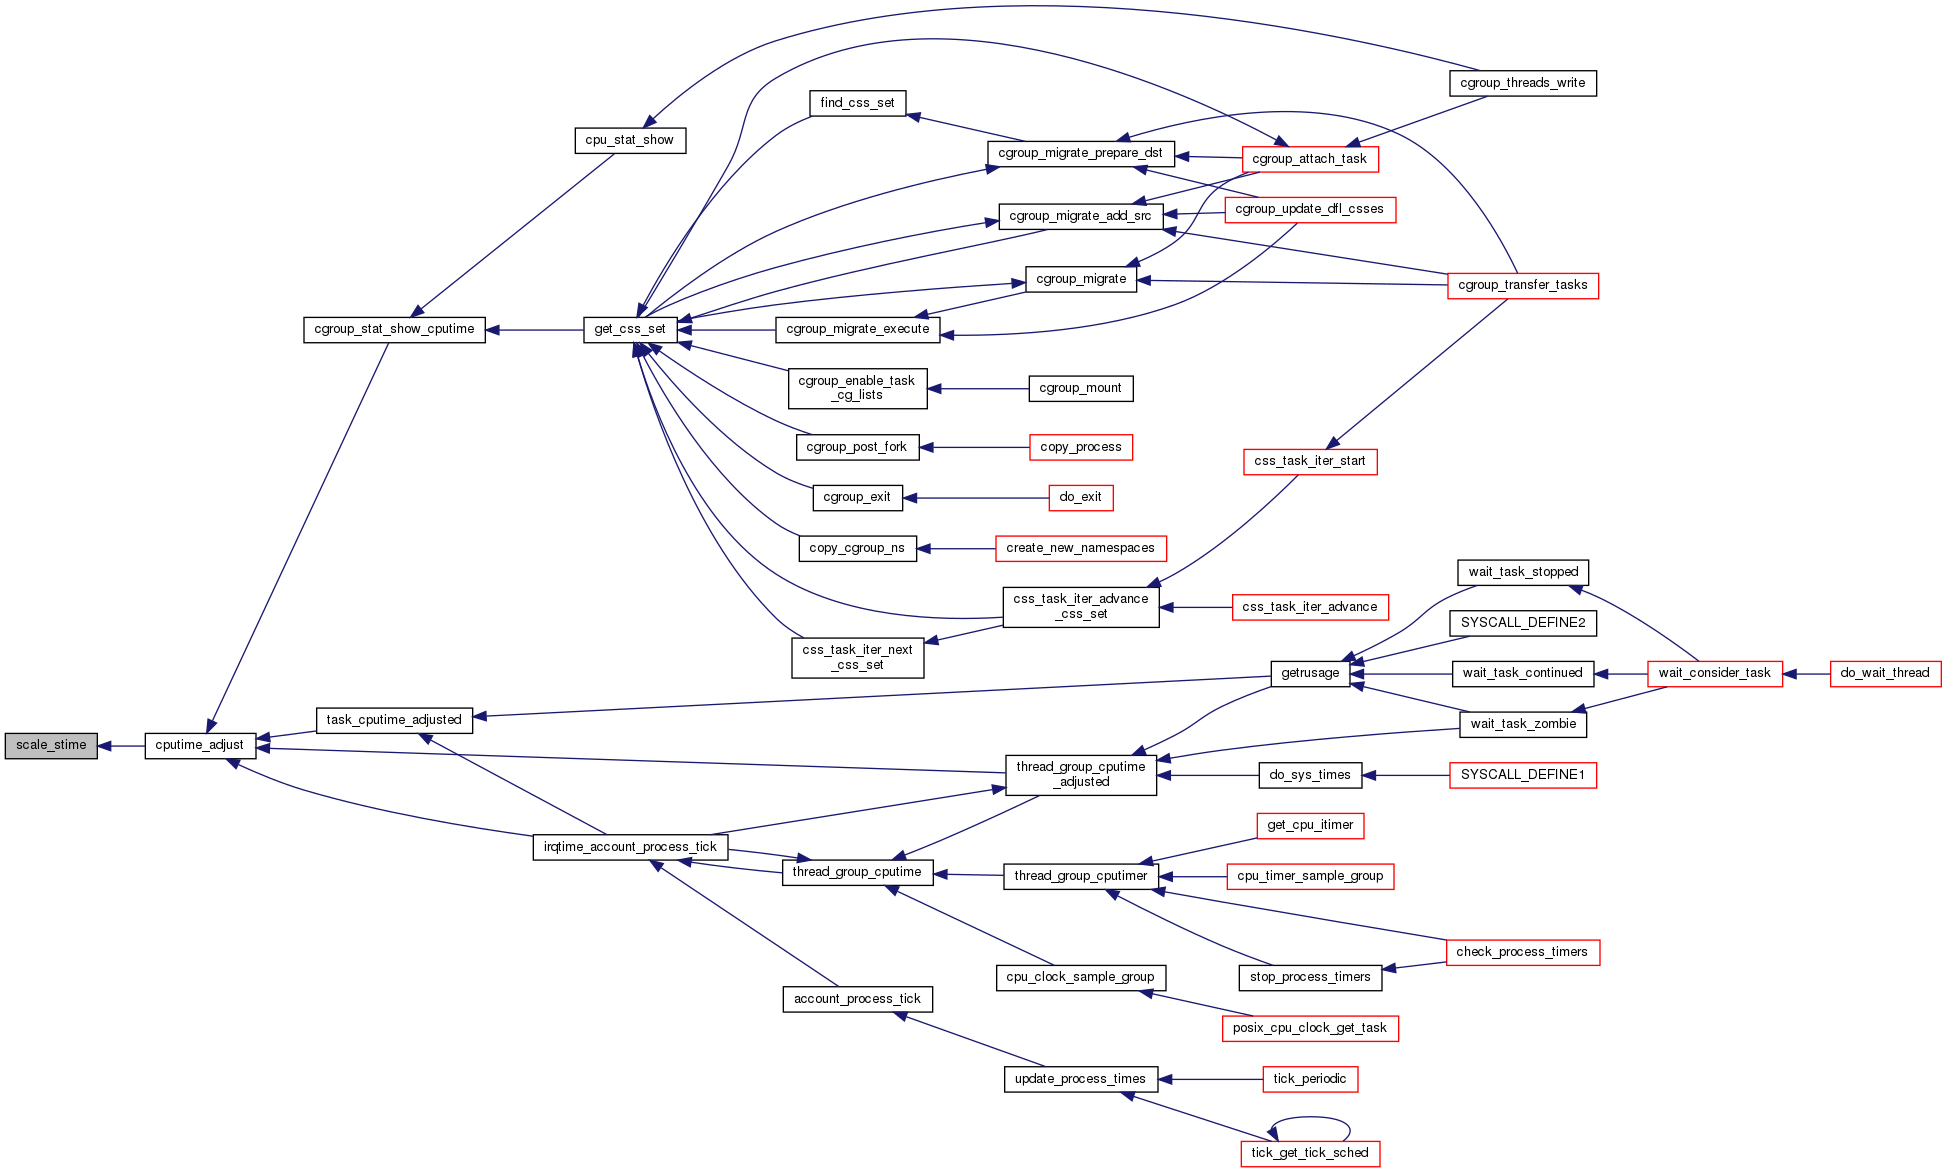 cgroup_threads_write
find_css_set
cpu_stat_show
cgroup_migrate_prepare_dst
cgroup_attach_task
cgroup_update_dfl_csses
cgroup_migrate_add_src
cgroup_migrate
cgroup_transfer_tasks
cgroup_stat_show_cputime
get_css_set
cgroup_migrate_execute
cgroup_enable_task
_cg_lists
cgroup_mount
cgroup_post_fork
copy_process
css_task_iter_start
cgroup_exit
do_exit
copy_cgroup_ns
create_new_namespaces
wait_task_stopped
css_task_iter_advance
_css_set
css_task_iter_advance
SYSCALL_DEFINE2
css_task_iter_next
_css_set
getrusage
wait_task_continued
wait_consider_task
do_wait_thread
task_cputime_adjusted
wait_task_zombie
scale_stime
cputime_adjust
thread_group_cputime
_adjusted
do_sys_times
SYSCALL_DEFINE1
get_cpu_itimer
irqtime_account_process_tick
thread_group_cputime
thread_group_cputimer
cpu_timer_sample_group
check_process_timers
cpu_clock_sample_group
stop_process_timers
account_process_tick
posix_cpu_clock_get_task
update_process_times
tick_periodic
tick_get_tick_sched